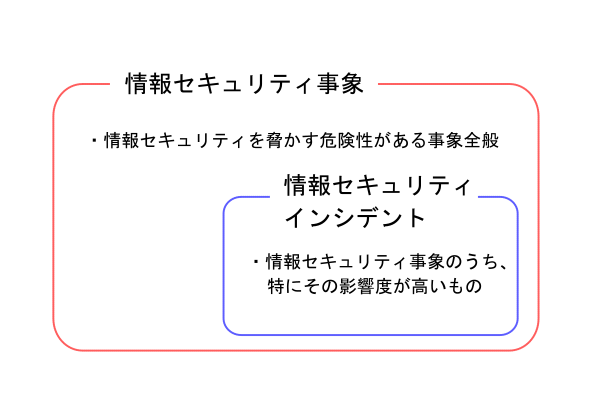 情報セキュリティ事象
・情報セキュリティを脅かす危険性がある事象全般
情報セキュリティ
インシデント
・情報セキュリティ事象のうち、
特にその影響度が高いもの